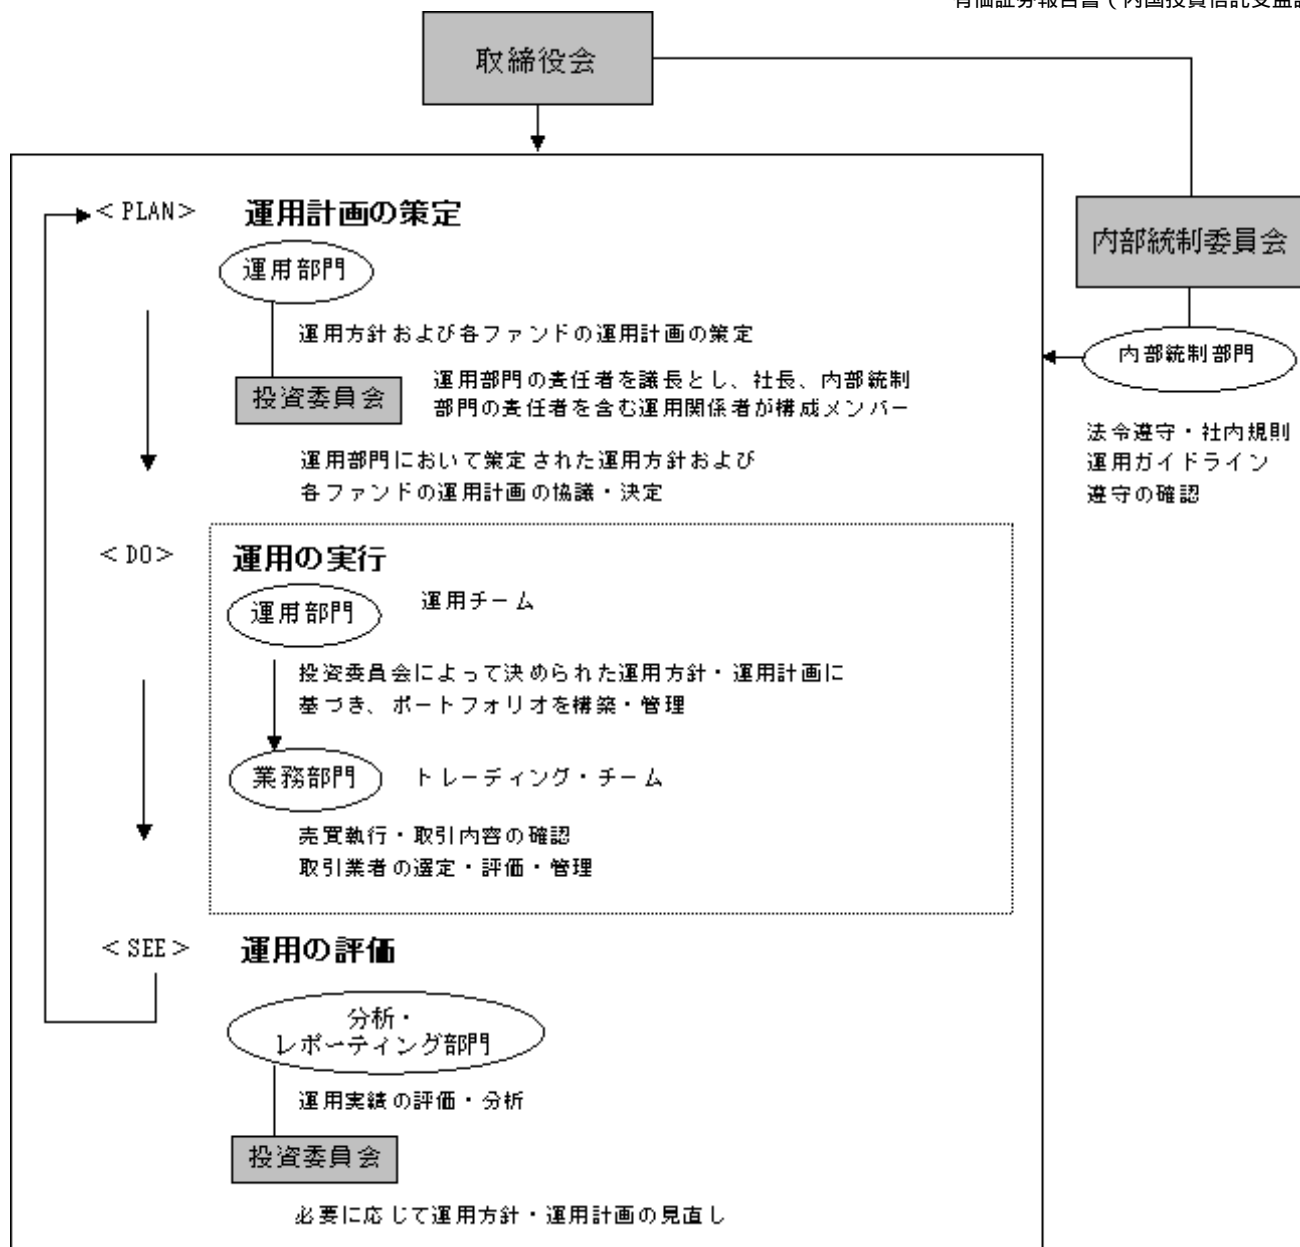 有価証券報告書(内国投資信託受益証
取締役会
<PLAN>
運用計画の策定
運用部門
運用方針および各ファンドの運用計画の策定
投資委員会
運用部門の責任者を議長とし、社長、内部統制
部門の責任者を含む運用関係者が構成メンバー
運用部門において策定された運用方針および
各ファンドの運用計画の協議・決定
内部統制委員会
内部統制部門
法令遵守・社内規則
運用ガイドライン
遵守の確認
<DO>
運用の実行
運用部門
運用チーム
投資委員会によって決められた運用方針・運用計画に
基づき、ポートフォリオを構築・管理
業務部門
トレーディング・チーム
売買執行・取引内容の確認
取引業者の選定・評価・管理
<SEE>
運用の評価
分析・
レポーティング部門
運用実績の評価・分析
投資委員会
必要に応じて運用方針・運用計画の見直し